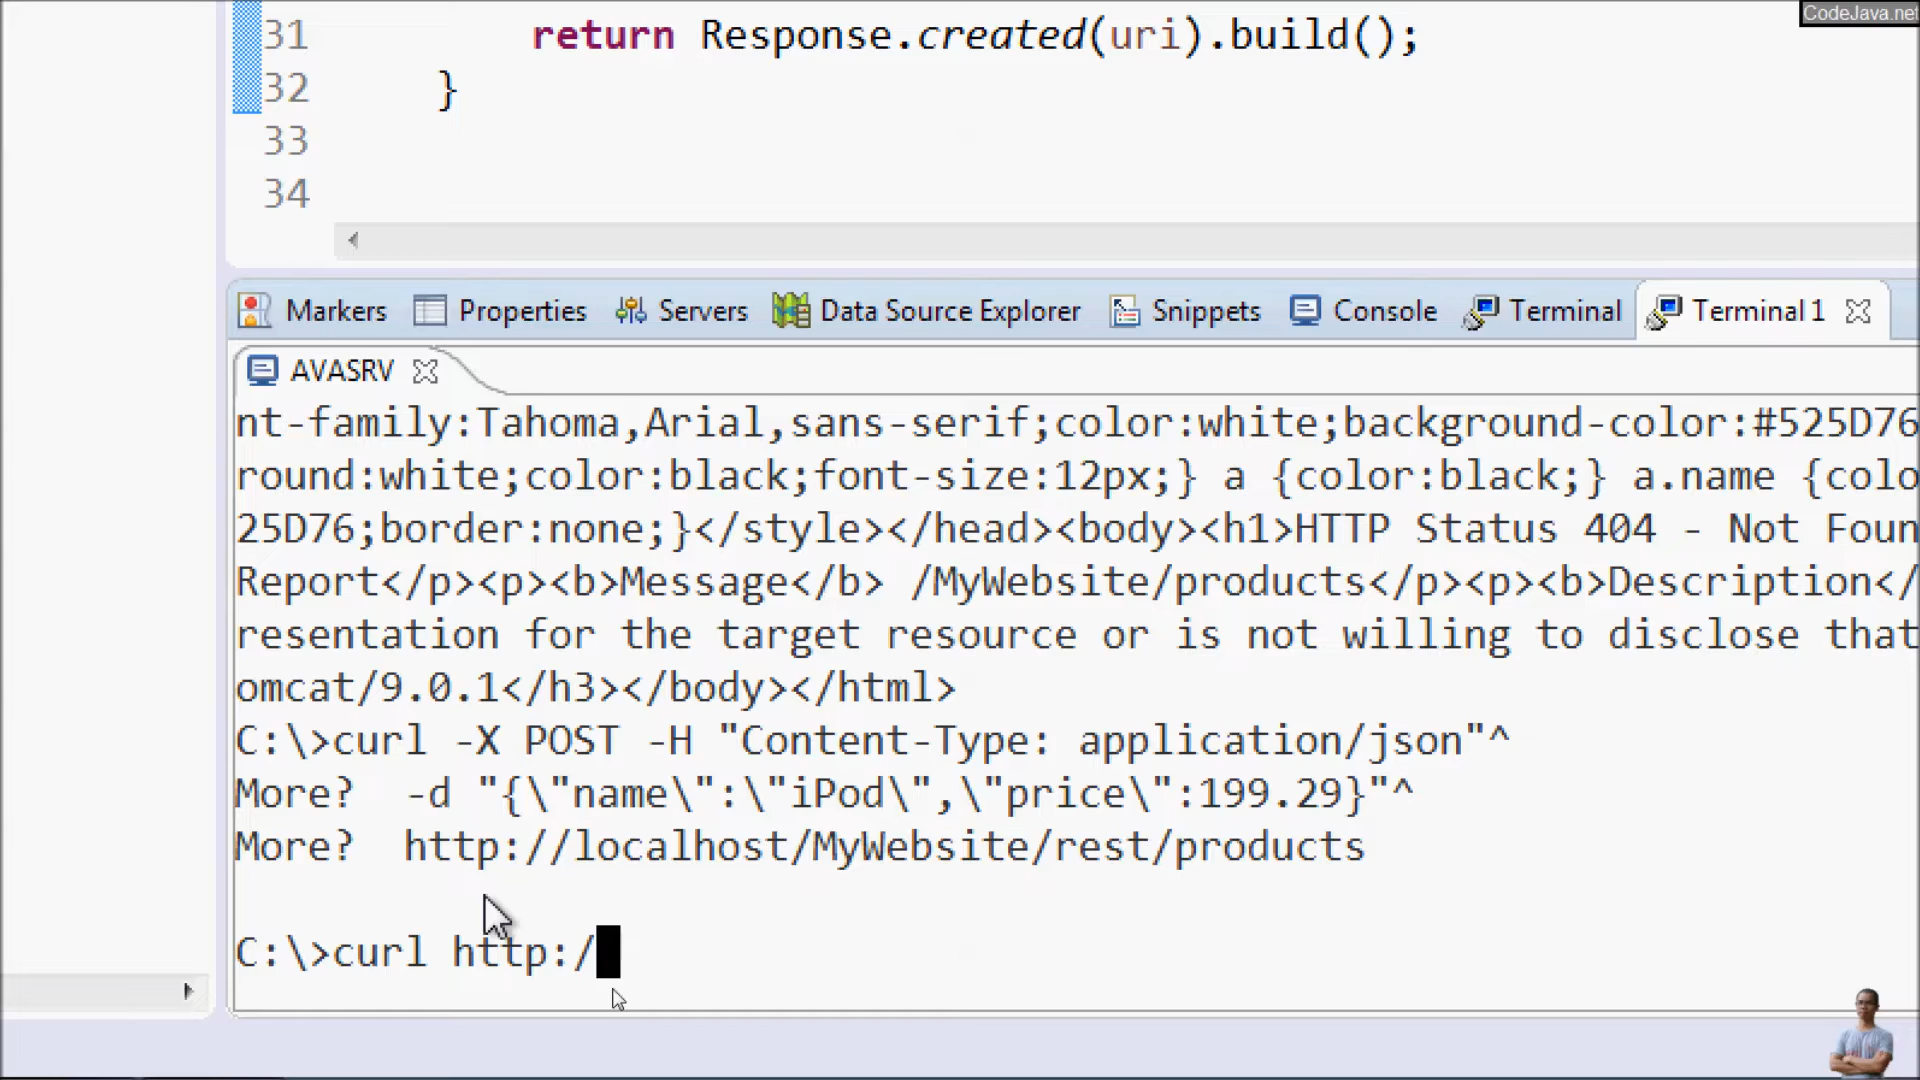 CodeJava.net
31 return Response.created(uri).build();
32 }
33
34
Markers Properties Servers Data Source Explorer Snippets Console Terminal Terminal 1
AVASRV
nt-family:Tahoma,Arial,sans-serif;color:white;background-color:#525D76
round:white;color:black;font-size:12px;} a {color:black;} a.name {colo
25D76;border:none;}</style></head><body><h1>HTTP Status 404 - Not Foun
Report</p><p><b>Message</b> /MyWebsite/products</p><p><b>Description</
resentation for the target resource or is not willing to disclose that
omcat/9.0.1</h3></body></html>
C:\>curl -X POST -H "Content-Type: application/json"^
More?  -d "{\"name\":\"iPod\",\"price\":199.29}"^
More?  http://localhost/MyWebsite/rest/products
C:\>curl http:/